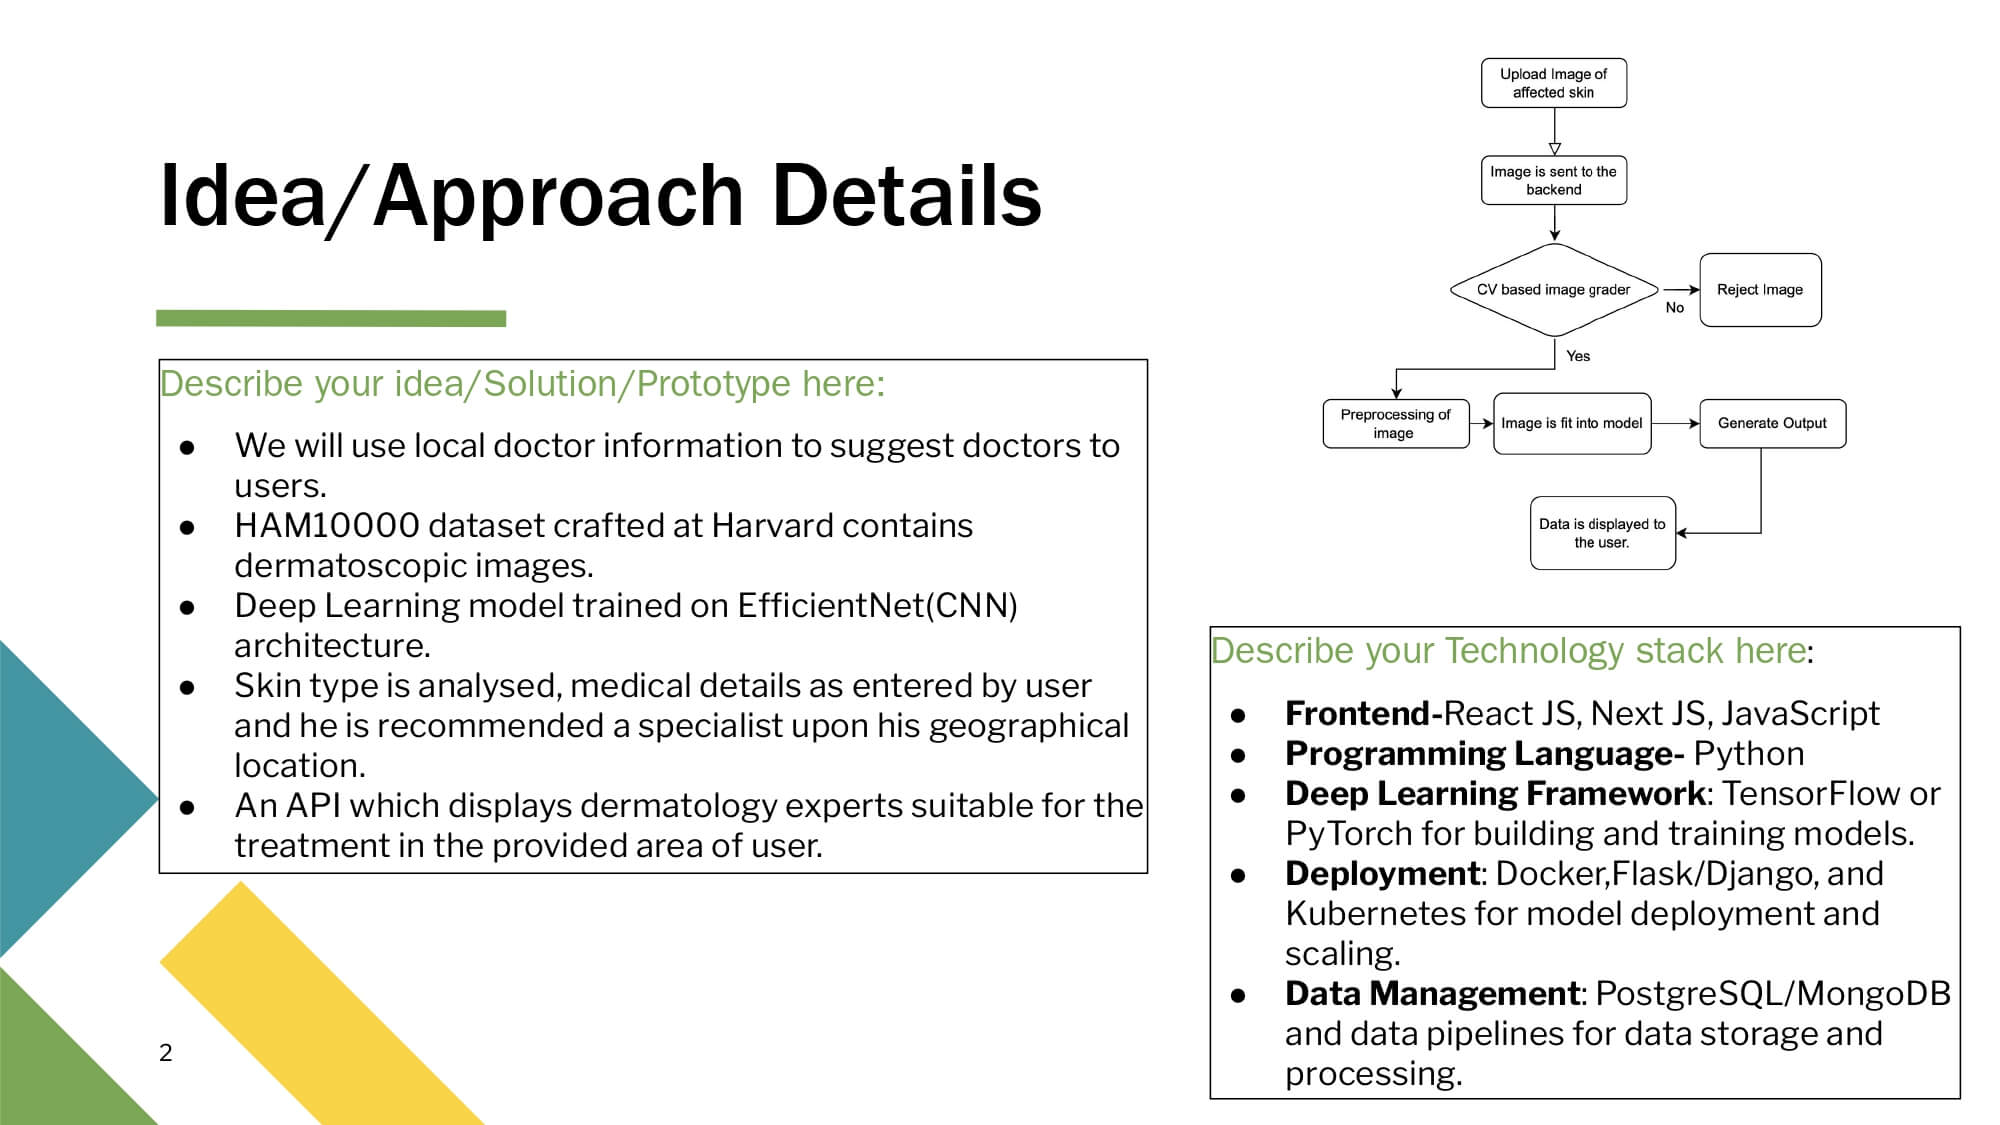 Idea/Approach Details
Describe your idea/Solution/Prototype here:
● We will use local doctor information to suggest doctors to
users.
● HAM10000 dataset crafted at Harvard contains
dermatoscopic images.
● Deep Learning model trained on EfficientNet(CNN)
architecture.
● Skin type is analysed, medical details as entered by user
and he is recommended a specialist upon his geographical
location.
● An API which displays dermatology experts suitable for the
treatment in the provided area of user.
2
Upload Image of
affected skin
Image is sent to the
backend
CV based image grader
No
Reject Image
Yes
Preprocessing of
image
Image is fit into model
Generate Output
Data is displayed to
the user.
Describe your Technology stack here:
● Frontend-React JS, Next JS, JavaScript
● Programming Language- Python
● Deep Learning Framework: TensorFlow or
PyTorch for building and training models.
● Deployment: Docker,Flask/Django, and
Kubernetes for model deployment and
scaling.
● Data Management: PostgreSQL/MongoDB
and data pipelines for data storage and
processing.